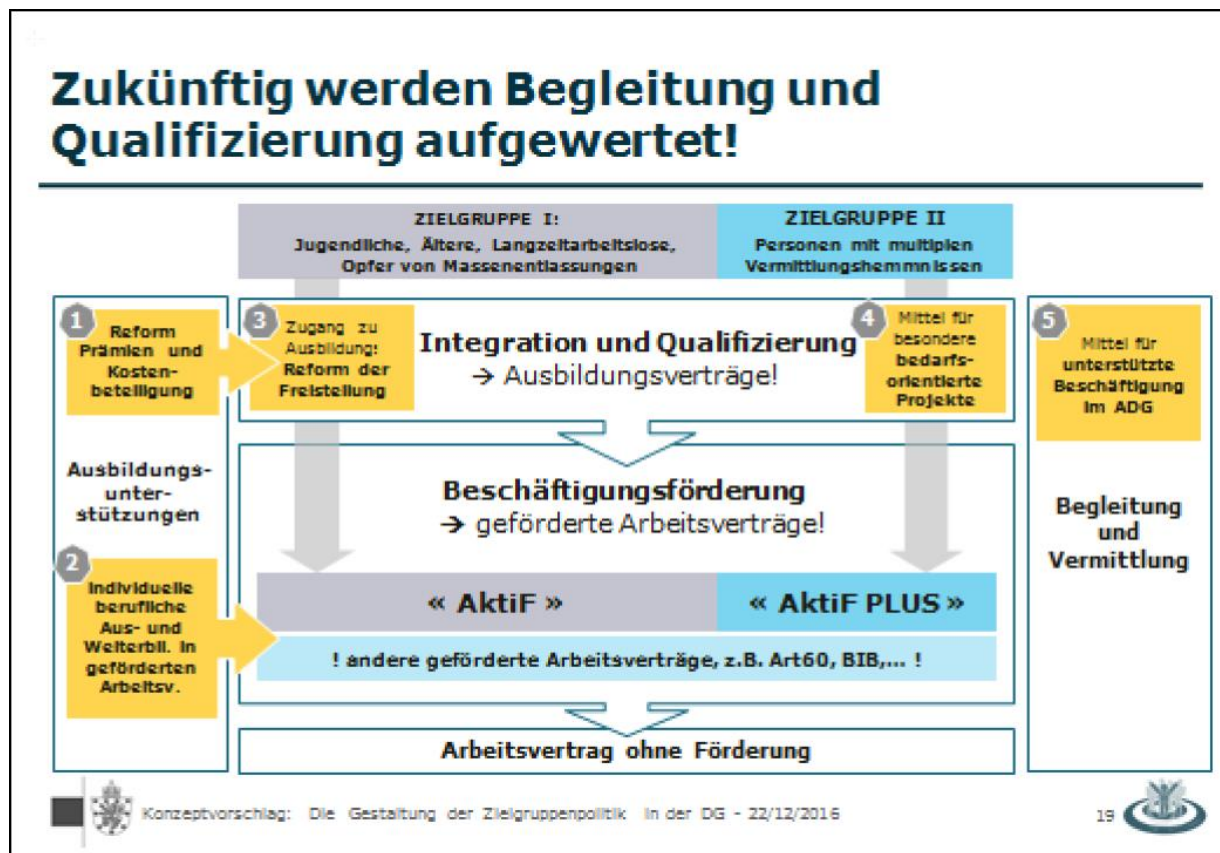 Zukünftig werden Begleitung und
Qualifizierung aufgewertet!
ZIELGRUPPE I:
Jugendliche, Ältere, Langzeitarbeitslose,
Opfer von Massenentlassungen
ZIELGRUPPE II
Personen mit multiplen
Vermittlungshemmnissen
1
Reform
Prämien und
Kosten-
beteiligung
Ausbildungs-
unter-
stützungen
2
Individuelle
berufliche
Aus- und
Weiterbil. in
geförderten
Arbeitsv.
3
Zugang zu
Ausbildung:
Reform der
Freistellung
Integration und Qualifizierung
→ Ausbildungsverträge!
4
Mittel für
besondere
bedarfs-
orientierte
Projekte
Beschäftigungsförderung
→ geförderte Arbeitsverträge!
« AktiF »
« AktiF PLUS »
! andere geförderte Arbeitsverträge, z.B. Art60, BIB,... !
Arbeitsvertrag ohne Förderung
5
Mittel für
unterstützte
Beschäftigung
im ADG
Begleitung
und
Vermittlung
Konzeptvorschlag: Die Gestaltung der Zielgruppenpolitik in der DG - 22/12/2016
19